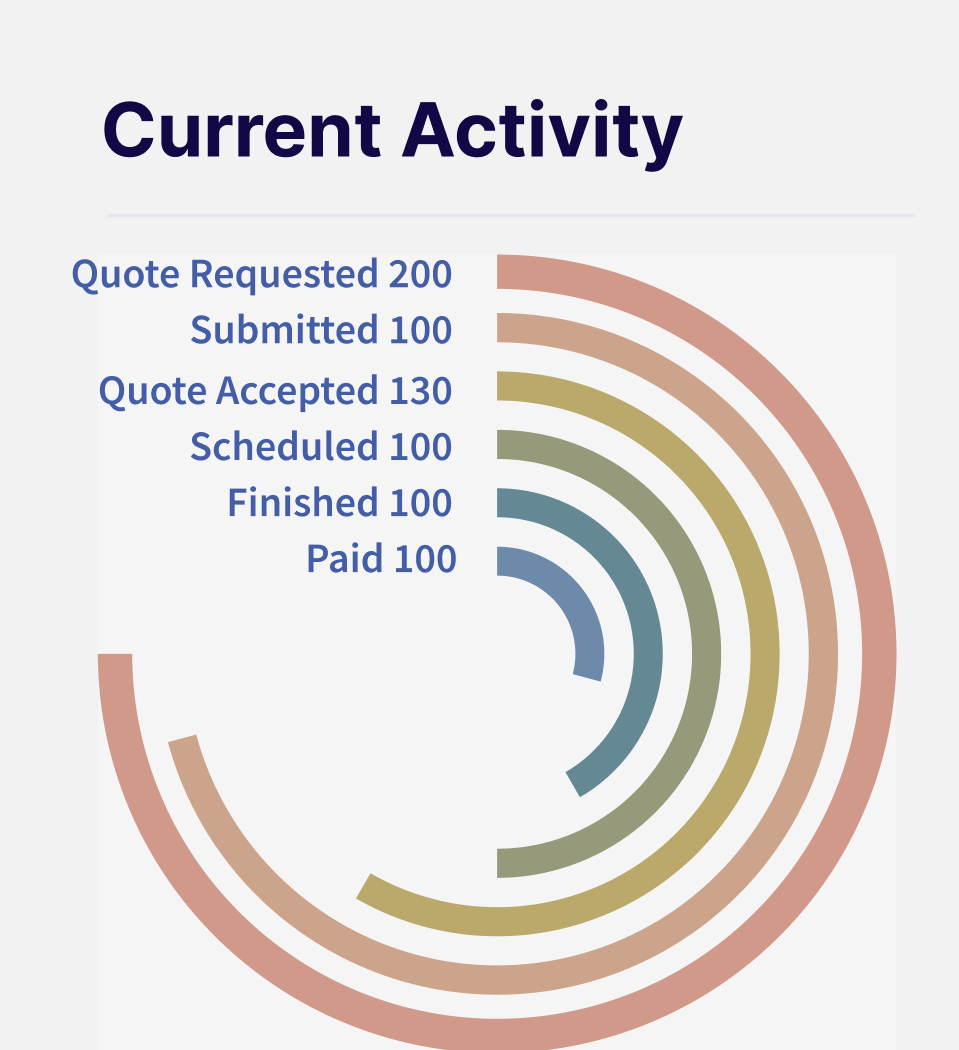 Current Activity
Quote Requested 200
Submitted 100
Quote Accepted 130
Scheduled 100
Finished 100
Paid 100